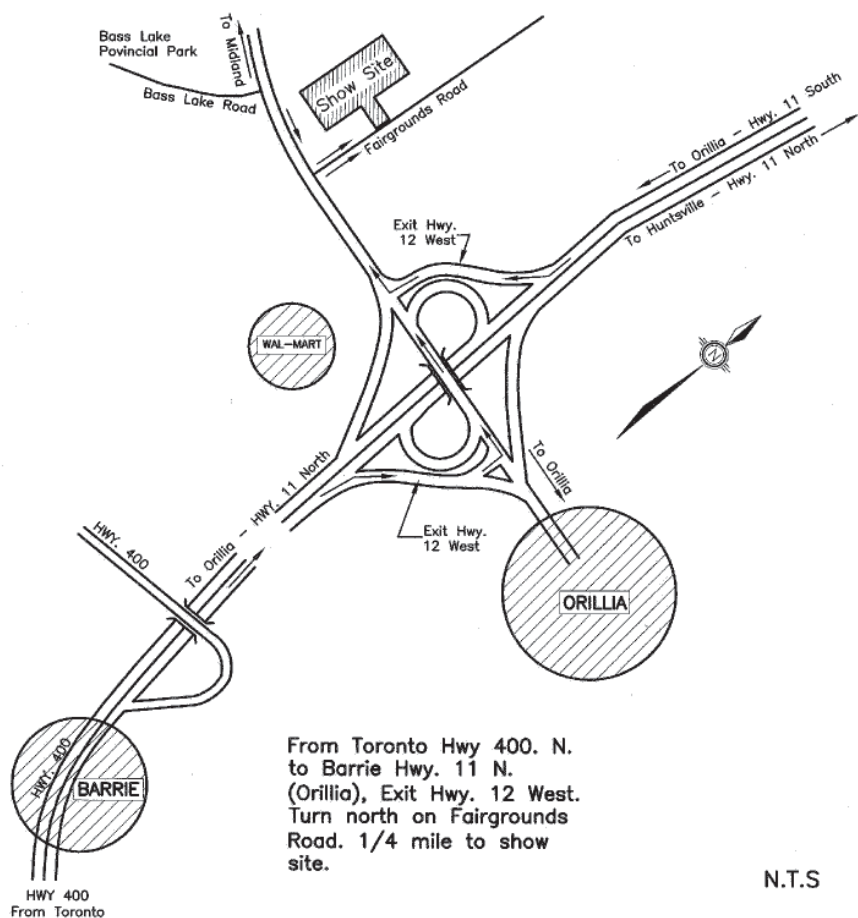 Bass Lake
Povincial Park
To Midland
Bass Lake Road
Show Site
Fairgrounds Road
To Orillia - Hwy. 11 South
To Huntsville - Hwy. 11 North
Exit Hwy.
12 West
WAL-MART
N
To Orillia
To Orillia - HWY. 11 North
HWY. 400
Exit Hwy.
12 West
ORILLIA
HWY. 400
BARRIE
From Toronto Hwy 400. N.
to Barrie Hwy. 11 N.
(Orillia), Exit Hwy. 12 West.
Turn north on Fairgrounds
Road. 1/4 mile to show
site.
N.T.S
HWY 400
From Toronto